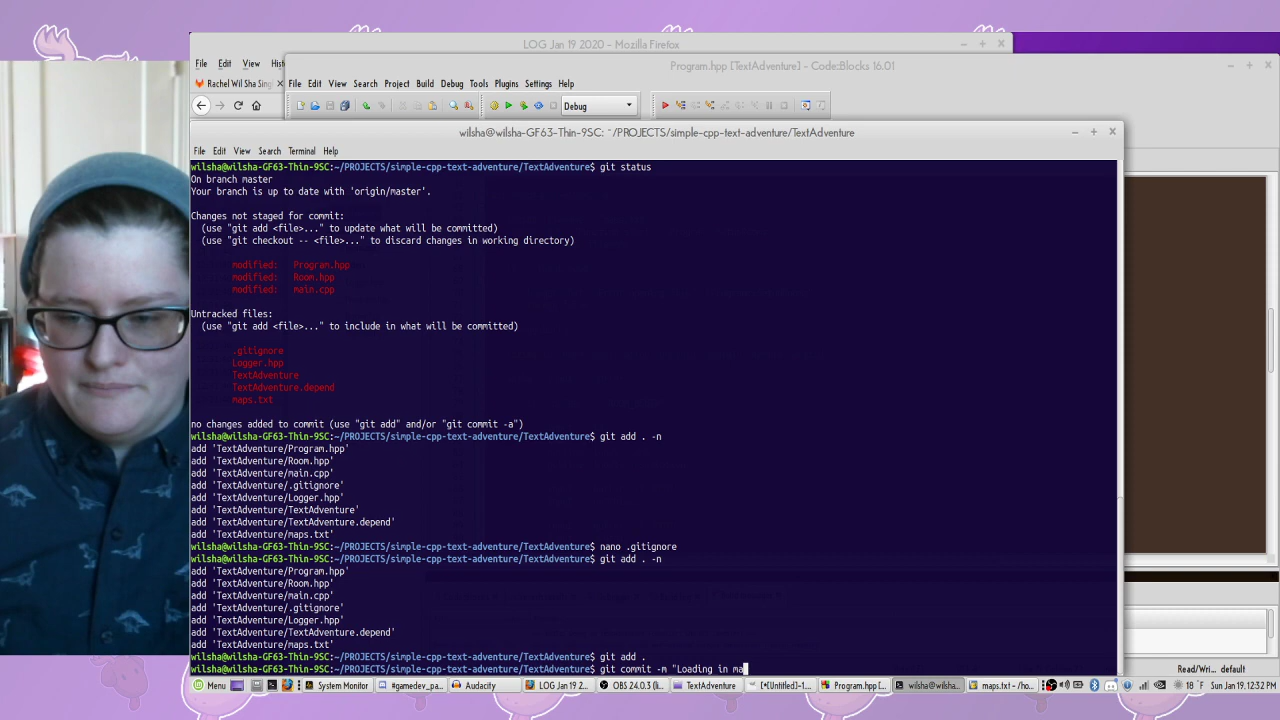 LOG Jan 19 2020 - Mozilla Firefox
File Edit View Hist
Program.hpp [TextAdventure] - Code::Blocks 16.01
Rachel Wil Sha Sing
File Edit View Search Project Build Debug Tools Plugins Settings Help
Debug
wilsha@wilsha-GF63-Thin-9SC: ~/PROJECTS/simple-cpp-text-adventure/TextAdventure
File Edit View Search Terminal Help
wilsha@wilsha-GF63-Thin-9SC:~/PROJECTS/simple-cpp-text-adventure/TextAdventure$ git status
On branch master
Your branch is up to date with 'origin/master'.
Changes not staged for commit:
(use "git add <file>..." to update what will be committed)
(use "git checkout -- <file>..." to discard changes in working directory)
modified: Program.hpp
modified: Room.hpp
modified: main.cpp
Untracked files:
(use "git add <file>..." to include in what will be committed)
.gitignore
Logger.hpp
TextAdventure
TextAdventure.depend
maps.txt
no changes added to commit (use "git add" and/or "git commit -a")
wilsha@wilsha-GF63-Thin-9SC:~/PROJECTS/simple-cpp-text-adventure/TextAdventure$ git add . -n
add 'TextAdventure/Program.hpp'
add 'TextAdventure/Room.hpp'
add 'TextAdventure/main.cpp'
add 'TextAdventure/.gitignore'
add 'TextAdventure/Logger.hpp'
add 'TextAdventure/TextAdventure'
add 'TextAdventure/TextAdventure.depend'
add 'TextAdventure/maps.txt'
wilsha@wilsha-GF63-Thin-9SC:~/PROJECTS/simple-cpp-text-adventure/TextAdventure$ nano .gitignore
wilsha@wilsha-GF63-Thin-9SC:~/PROJECTS/simple-cpp-text-adventure/TextAdventure$ git add . -n
add 'TextAdventure/Program.hpp'
add 'TextAdventure/Room.hpp'
add 'TextAdventure/main.cpp'
add 'TextAdventure/.gitignore'
add 'TextAdventure/Logger.hpp'
add 'TextAdventure/TextAdventure.depend'
add 'TextAdventure/maps.txt'
wilsha@wilsha-GF63-Thin-9SC:~/PROJECTS/simple-cpp-text-adventure/TextAdventure$ git add .
wilsha@wilsha-GF63-Thin-9SC:~/PROJECTS/simple-cpp-text-adventure/TextAdventure$ git commit -m "Loading in ma
Read/Wri... default
Menu System Monitor #gamedev_pa... Audacity LOG Jan 19 2... OBS 24.0.3 (li... TextAdventure [*[Untitled]-1... Program.hpp [... wilsha@wilsha... maps.txt - /ho... 18 °F Sun Jan 19, 12:32 PM